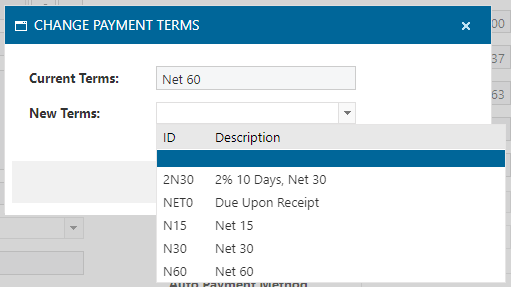 CHANGE PAYMENT TERMS
00
Current Terms: Net 60
37
63
New Terms:
ID Description
2N30 2% 10 Days, Net 30
NET0 Due Upon Receipt
N15 Net 15
N30 Net 30
N60 Net 60
Auto Payment Method